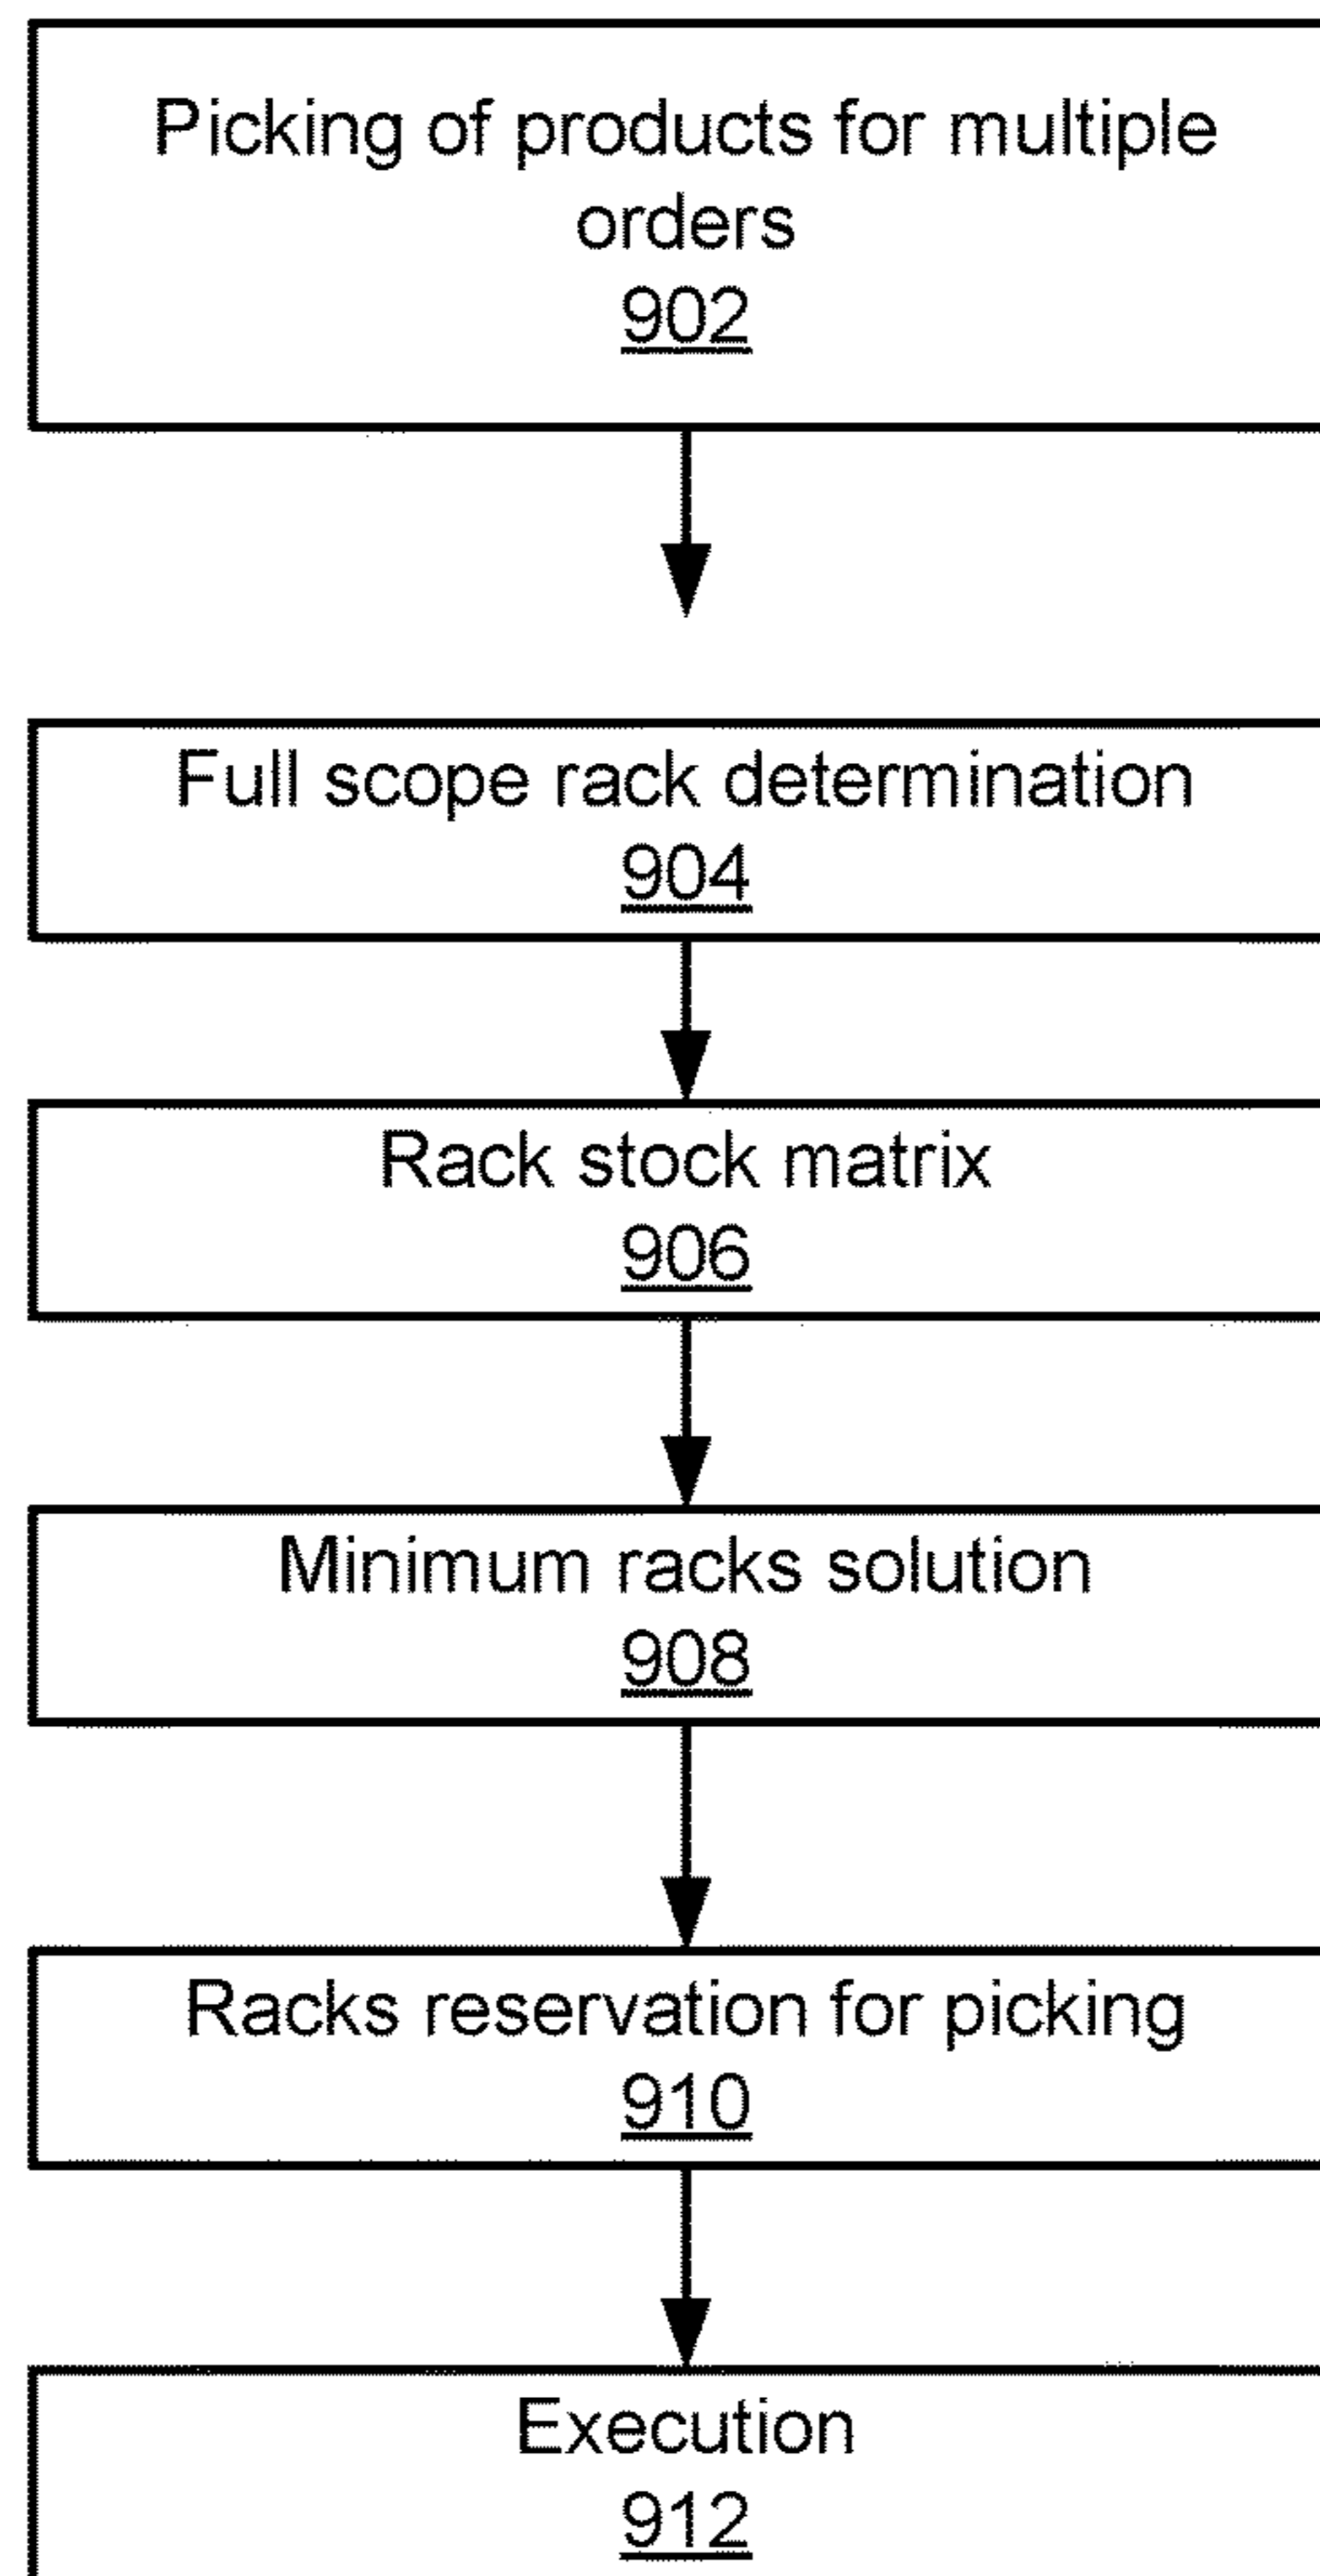 Picking of products for multiple
orders
902
Full scope rack determination
904
Rack stock matrix
906
Minimum racks solution
908
Racks reservation for picking
910
Execution
912